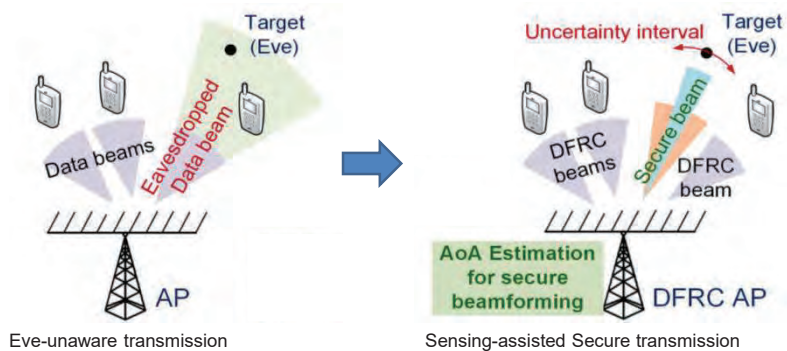 Target
(Eve)
Eavesdropped
Data beam
Data beams
AP
Eve-unaware transmission
Uncertainty interval
Target
(Eve)
Secure beam
DFRC
beams
DFRC
beam
AoA Estimation
for secure
beamforming
DFRC AP
Sensing-assisted Secure transmission